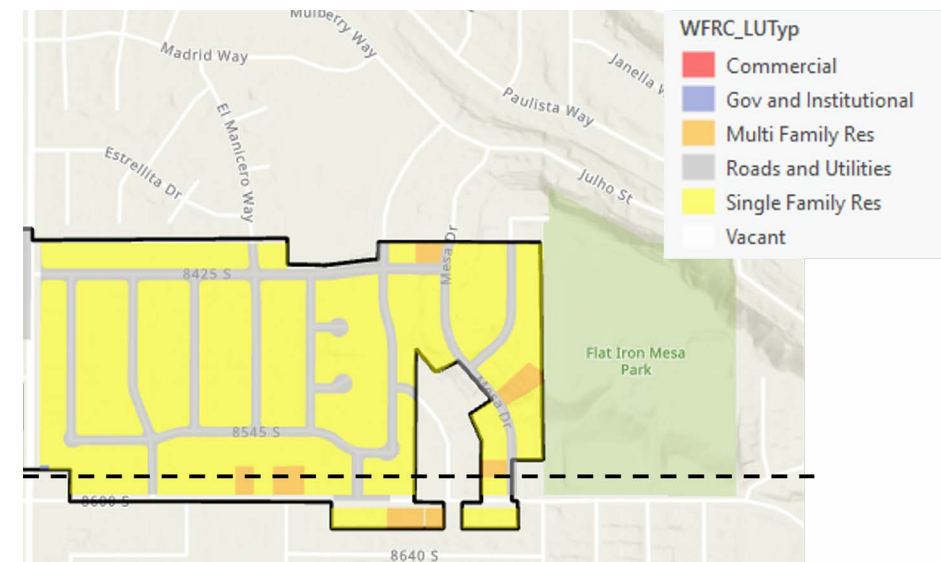 Mulberry Way
WFRC_LUTyp
Madrid Way
Janella W
Commercial
Paulista Way
Gov and Institutional
El Manicero Way
Multi Family Res
Estrellita Dr
Julho St
Roads and Utilities
Single Family Res
Vacant
Mesa Dr
8425 S
Flat Iron Mesa
Park
Mesa Dr
8545 S
8600 S
8640 S